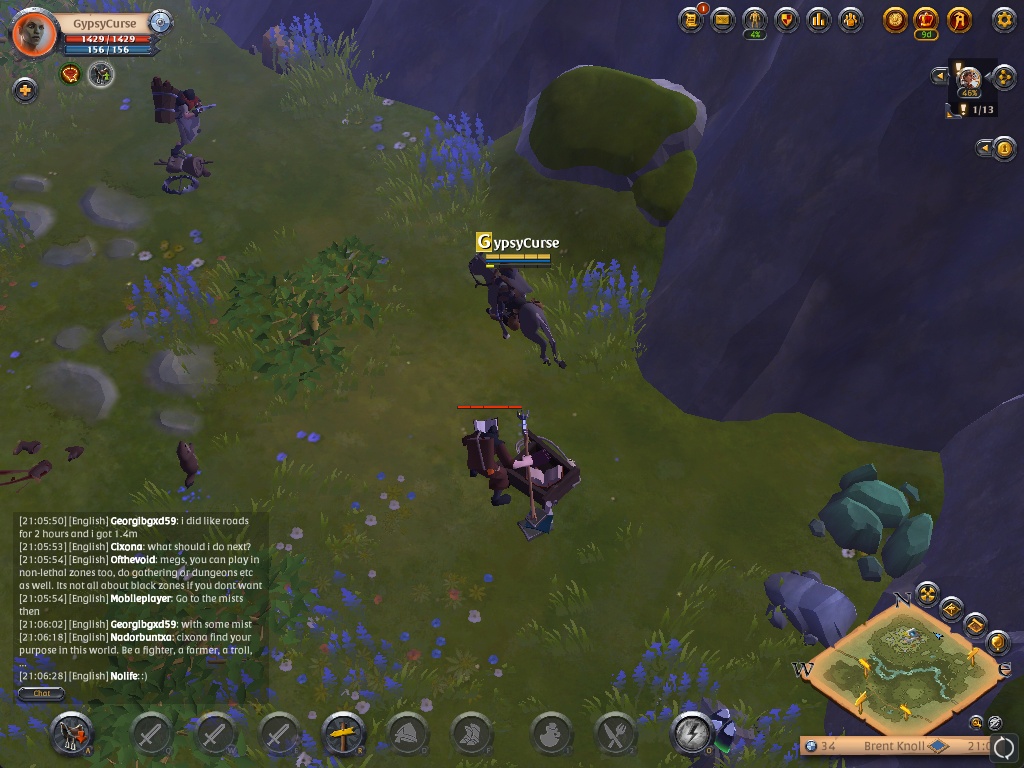 GypsyCurse
1429 / 1429
156 / 156
1
4%
9d
46%
1/13
GypsyCurse
[21:05:50] [English] Georgibgxd59: i did like roads
for 2 hours and i got 1.4m
[21:05:53] [English] Cixona: what should i do next?
[21:05:54] [English] Ofthevoid: megs, you can play in
non-lethal zones too, do gathering or dungeons etc
as well. Its not all about black zones if you dont want
[21:05:54] [English] Moblieplayer: Go to the mists
then
[21:06:02] [English] Georgibgxd59: with some mist
[21:06:18] [English] Nadorbuntxa: cixona find your
purpose in this world. Be a fighter, a farmer, a troll,
...
[21:06:28] [English] Nolife: :)
Chat
N
W
E
A
R
34 Brent Knoll 21:0